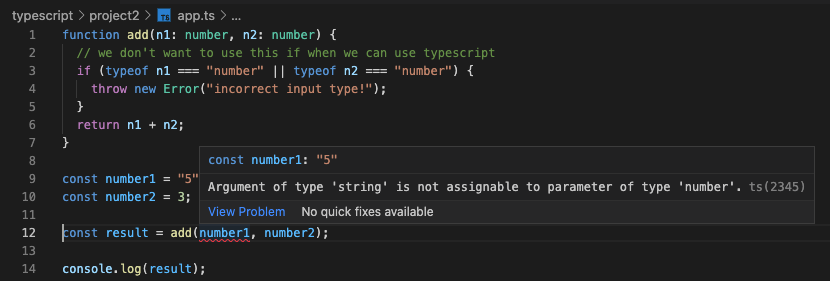 typescript > project2 > TS app.ts > ...
1 function add(n1: number, n2: number) {
2 // we don't want to use this if when we can use typescript
3 if (typeof n1 === "number" || typeof n2 === "number") {
4 throw new Error("incorrect input type!");
5 }
6 return n1 + n2;
7 }
8
const number1: "5"
9 const number1 = "5"
Argument of type 'string' is not assignable to parameter of type 'number'. ts(2345)
10 const number2 = 3;
View Problem No quick fixes available
11
12 const result = add(number1, number2);
13
14 console.log(result);